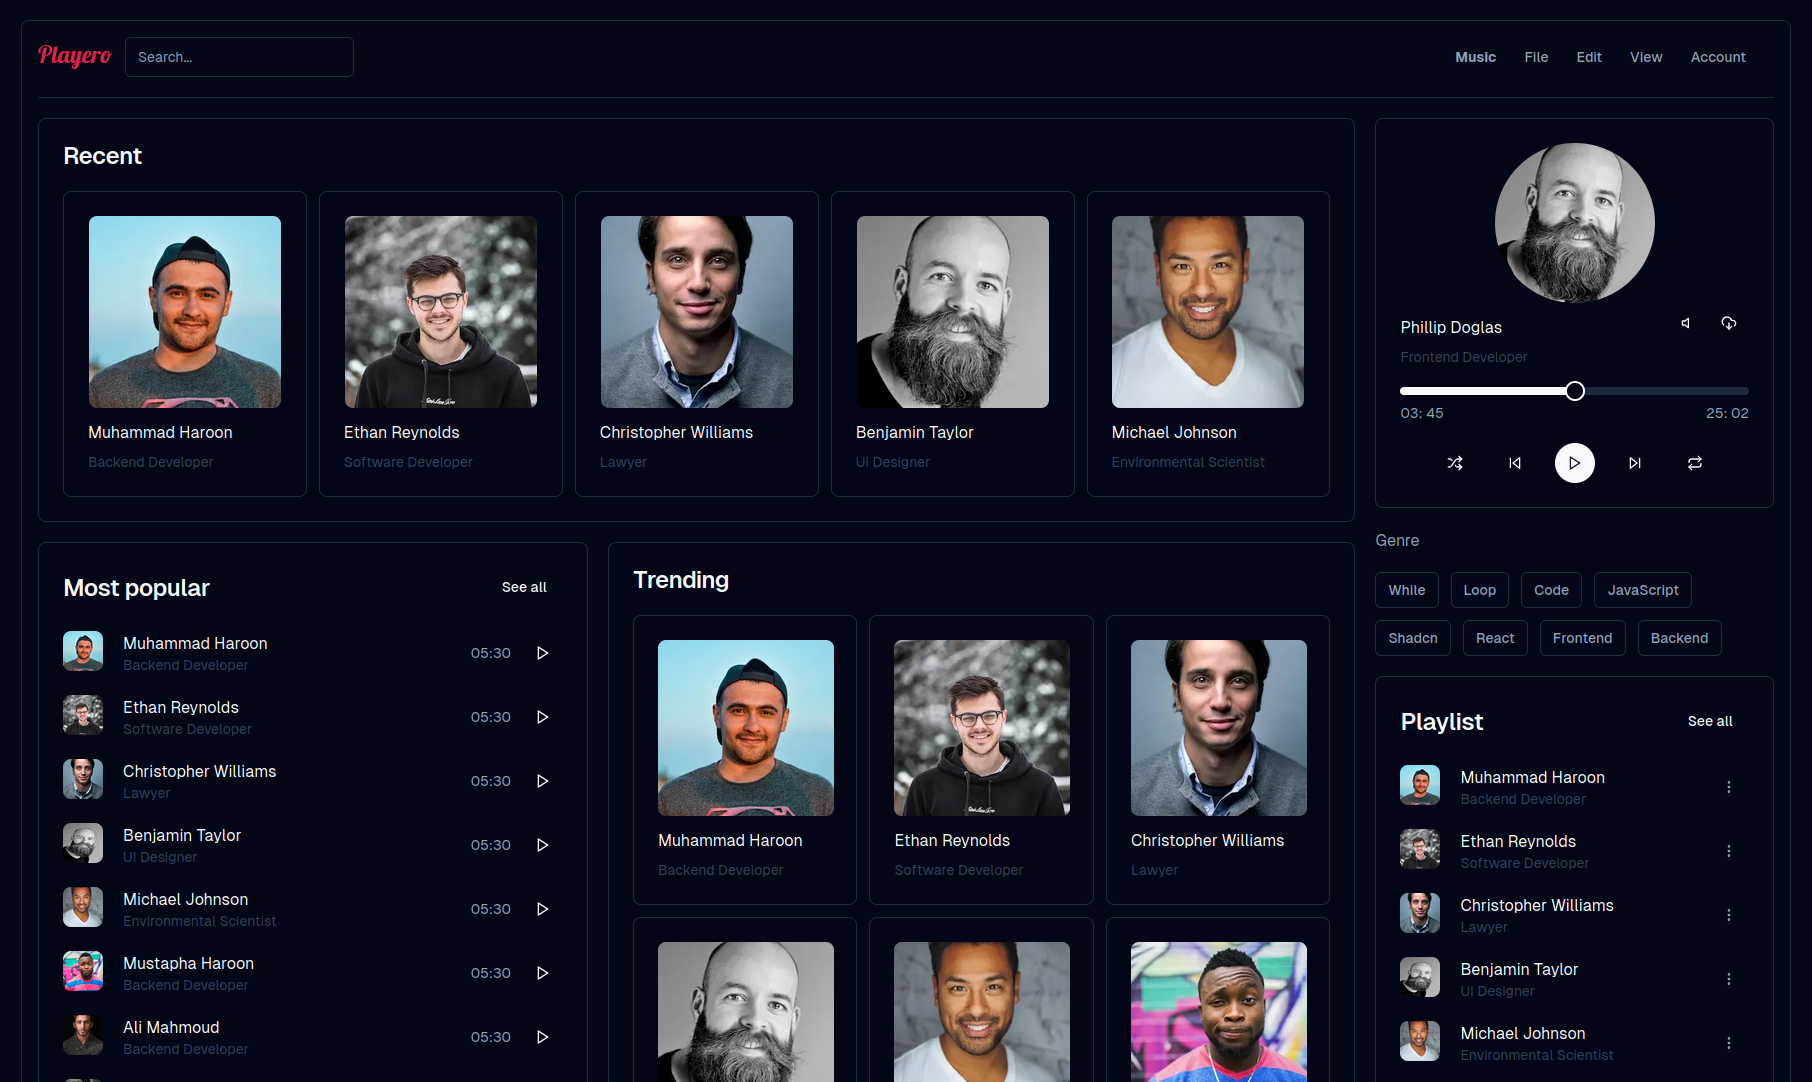 Playero
Search...
Music
File
Edit
View
Account
Recent
Muhammad Haroon
Backend Developer
Ethan Reynolds
Software Developer
Christopher Williams
Lawyer
Benjamin Taylor
UI Designer
Michael Johnson
Environmental Scientist
Phillip Doglas
Frontend Developer
03: 45
25: 02
Genre
While
Loop
Code
JavaScript
Shadcn
React
Frontend
Backend
Most popular
See all
Muhammad Haroon
Backend Developer
05:30
Ethan Reynolds
Software Developer
05:30
Christopher Williams
Lawyer
05:30
Benjamin Taylor
UI Designer
05:30
Michael Johnson
Environmental Scientist
05:30
Mustapha Haroon
Backend Developer
05:30
Ali Mahmoud
Backend Developer
05:30
Trending
Muhammad Haroon
Backend Developer
Ethan Reynolds
Software Developer
Christopher Williams
Lawyer
Playlist
See all
Muhammad Haroon
Backend Developer
Ethan Reynolds
Software Developer
Christopher Williams
Lawyer
Benjamin Taylor
UI Designer
Michael Johnson
Environmental Scientist